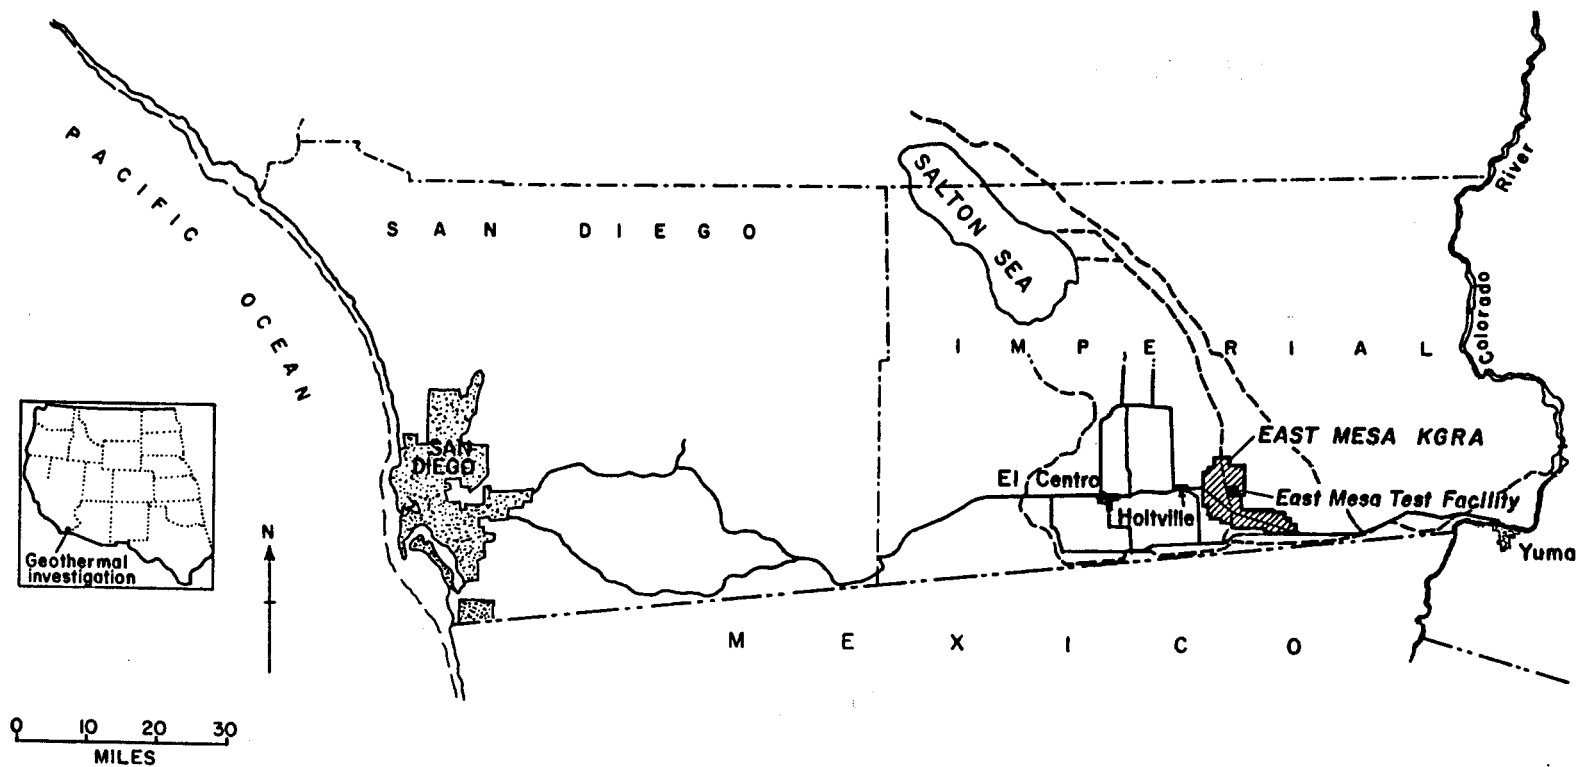 PACIFIC
OCEAN
SAN DIEGO
SALTON
SEA
River
Colorado
IMPERIAL
SAN
DIEGO
EAST MESA KGRA
El Centro
East Mesa Test Facility
Holtville
Yuma
Geothermal
investigation
N
MEXICO
0 10 20 30
MILES